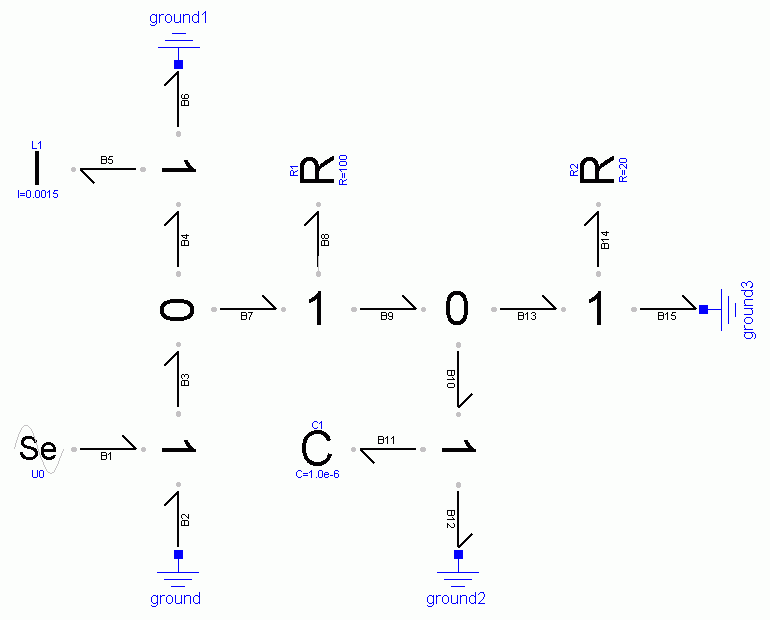 ground1
B6
L1
I
I=0.0015
B5
1
R1
R
R=100
R2
R
R=20
B4
B8
B14
0
B7
1
B9
0
B13
1
B15
ground3
B3
B10
Se
U0
B1
1
C1
C
C=1.0e-6
B11
1
B2
B12
ground
ground2